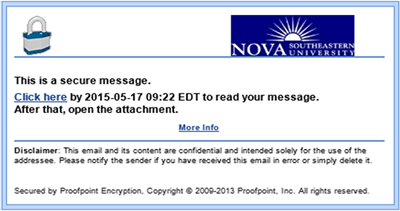 NOVA SOUTHEASTERN
UNIVERSITY
This is a secure message.
Click here by 2015-05-17 09:22 EDT to read your message.
After that, open the attachment.
More Info
Disclaimer: This email and its content are confidential and intended solely for the use of the
addressee. Please notify the sender if you have received this email in error or simply delete it.
Secured by Proofpoint Encryption, Copyright © 2009-2013 Proofpoint, Inc. All rights reserved.